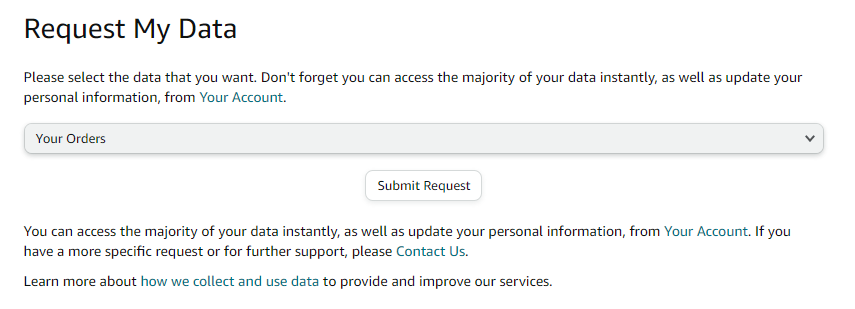 Request My Data
Please select the data that you want. Don't forget you can access the majority of your data instantly, as well as update your
personal information, from Your Account.
Your Orders
Submit Request
You can access the majority of your data instantly, as well as update your personal information, from Your Account. If you
have a more specific request or for further support, please Contact Us.
Learn more about how we collect and use data to provide and improve our services.